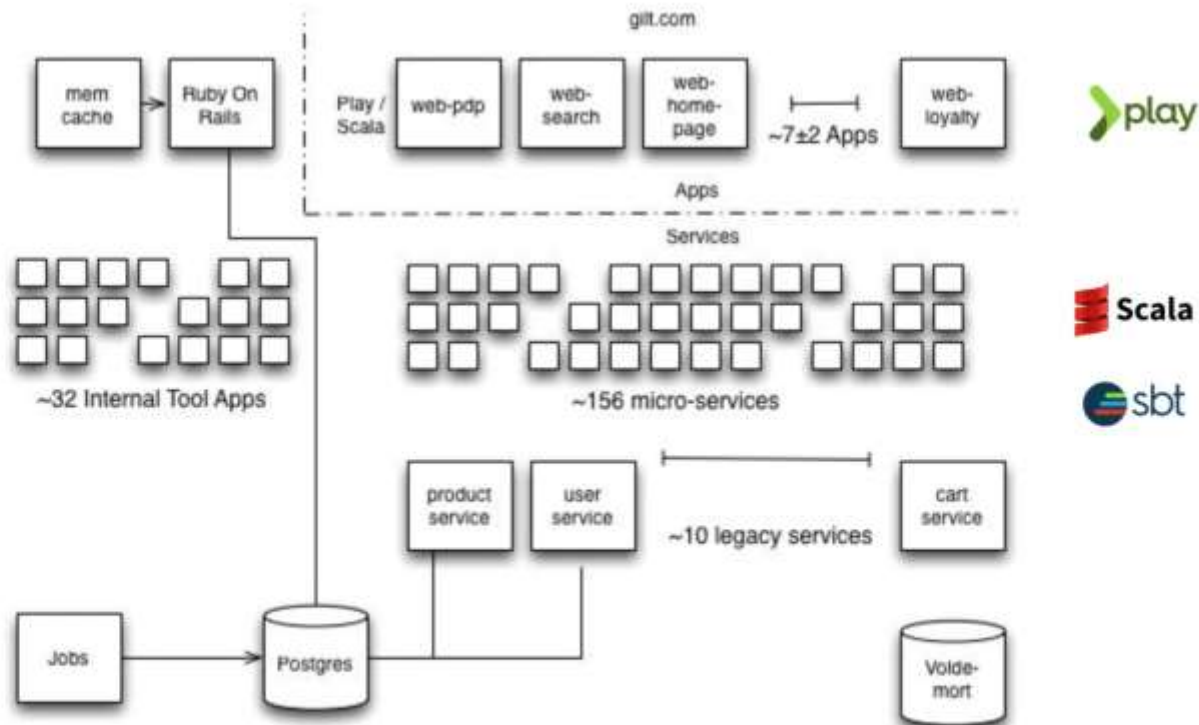 gilt.com
mem
cache
Ruby On
Rails
Play /
Scala
web-pdp
web-
search
web-
home-
page
~7±2 Apps
web-
loyalty
play
Apps
Services
Scala
~32 Internal Tool Apps
~156 micro-services
sbt
product
service
user
service
~10 legacy services
cart
service
Jobs
Postgres
Volde-
mort